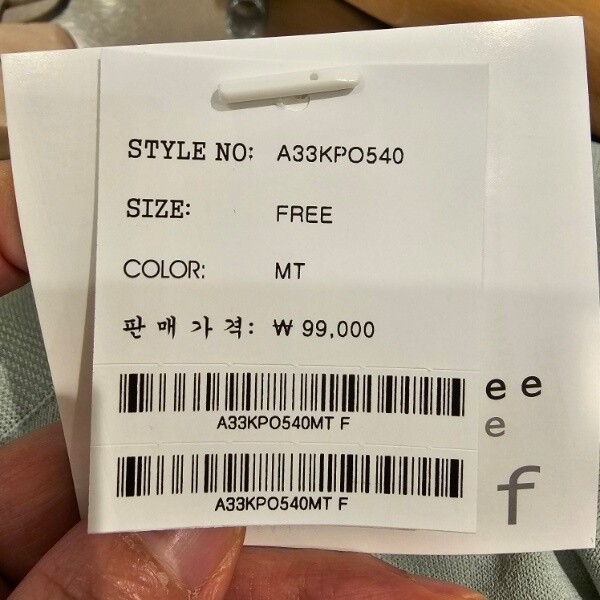 STYLE NO: A33KPO540
SIZE: FREE
COLOR: MT
판매가격: ₩ 99,000
A33KPO540MT F
A33KPO540MT F
e e
e
f